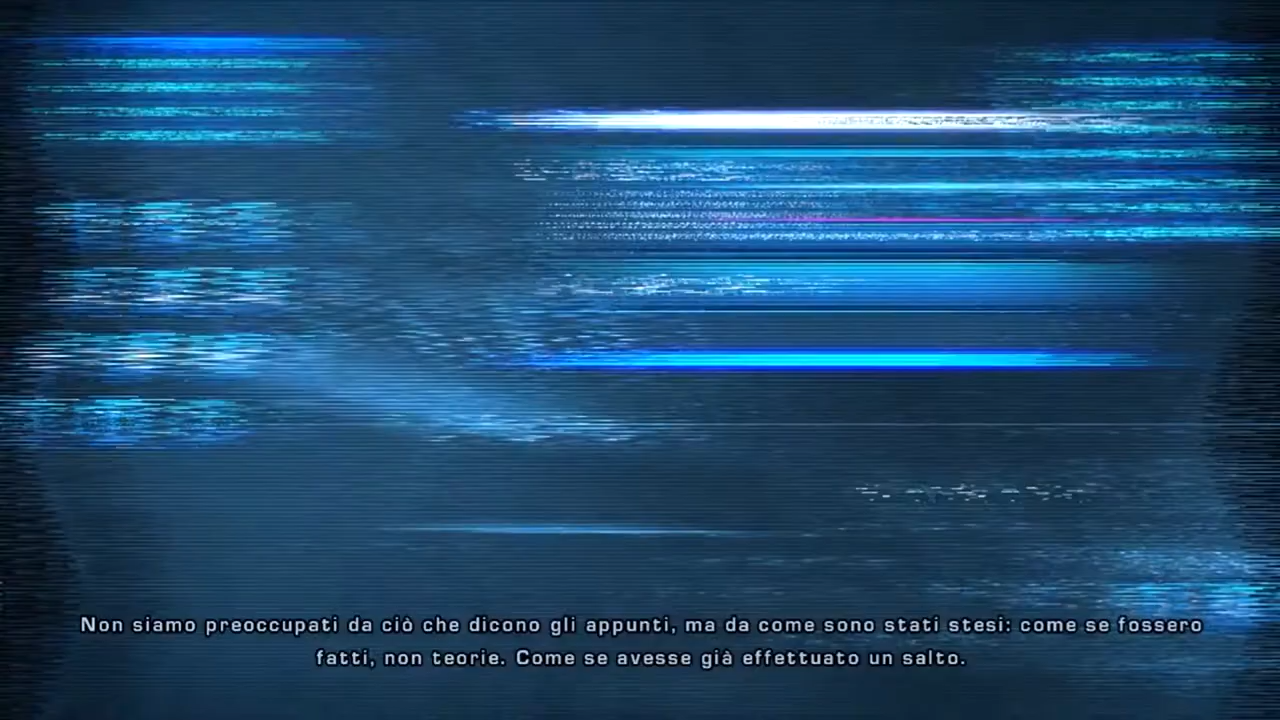 Non siamo preoccupati da ciò che dicono gli appunti, ma da come sono stati stesi: come se fossero
fatti, non teorie. Come se avesse già effettuato un salto.